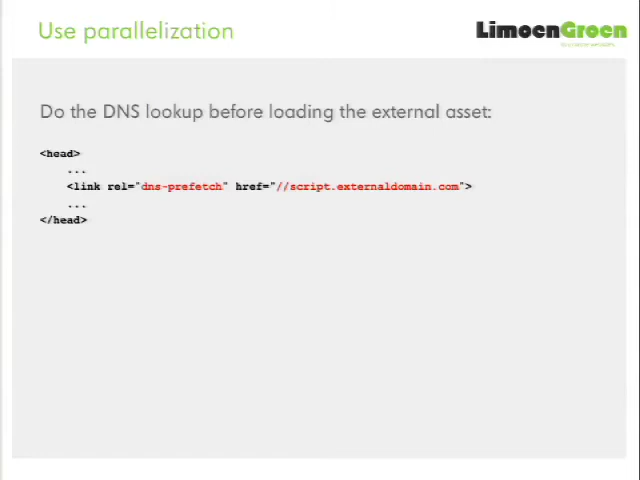 Use parallelization
LimoenGroen
Do the DNS lookup before loading the external asset:
<head>
...
<link rel="dns-prefetch" href="//script.externaldomain.com">
...
</head>